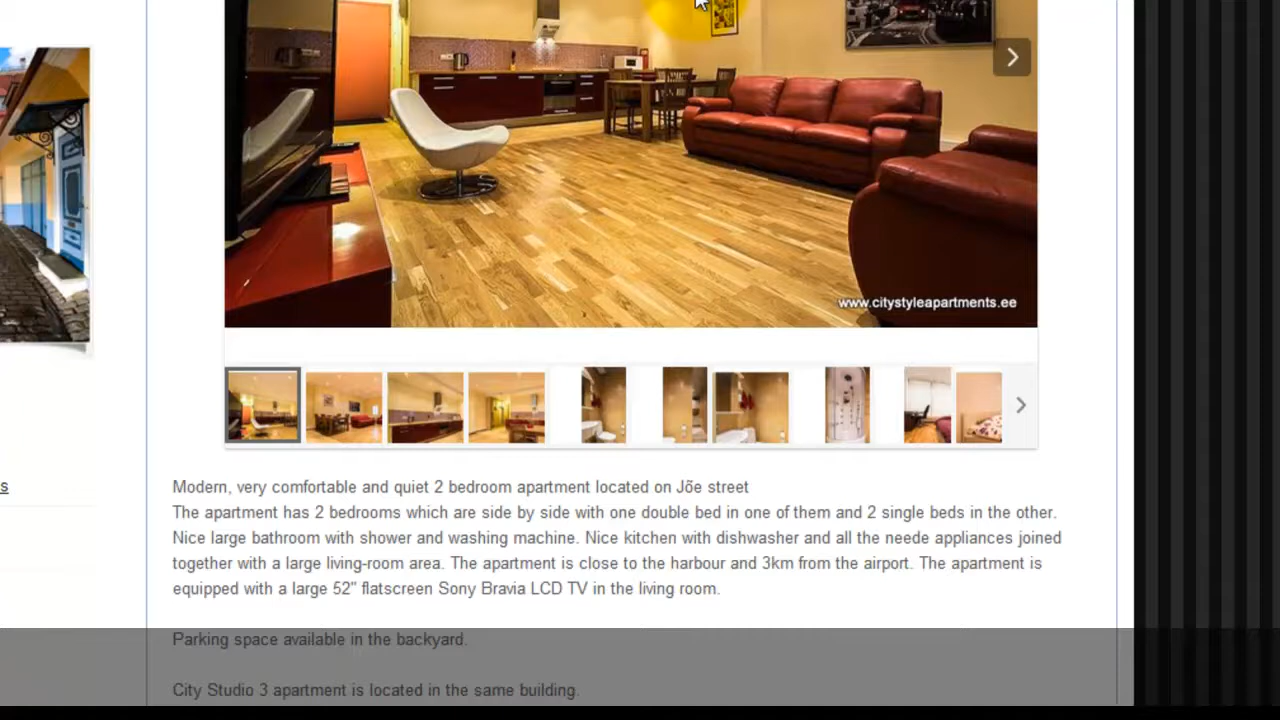 www.citystyleapartments.ee
s
Modern, very comfortable and quiet 2 bedroom apartment located on Jõe street
The apartment has 2 bedrooms which are side by side with one double bed in one of them and 2 single beds in the other.
Nice large bathroom with shower and washing machine. Nice kitchen with dishwasher and all the neede appliances joined
together with a large living-room area. The apartment is close to the harbour and 3km from the airport. The apartment is
equipped with a large 52" flatscreen Sony Bravia LCD TV in the living room.
Parking space available in the backyard.
City Studio 3 apartment is located in the same building.